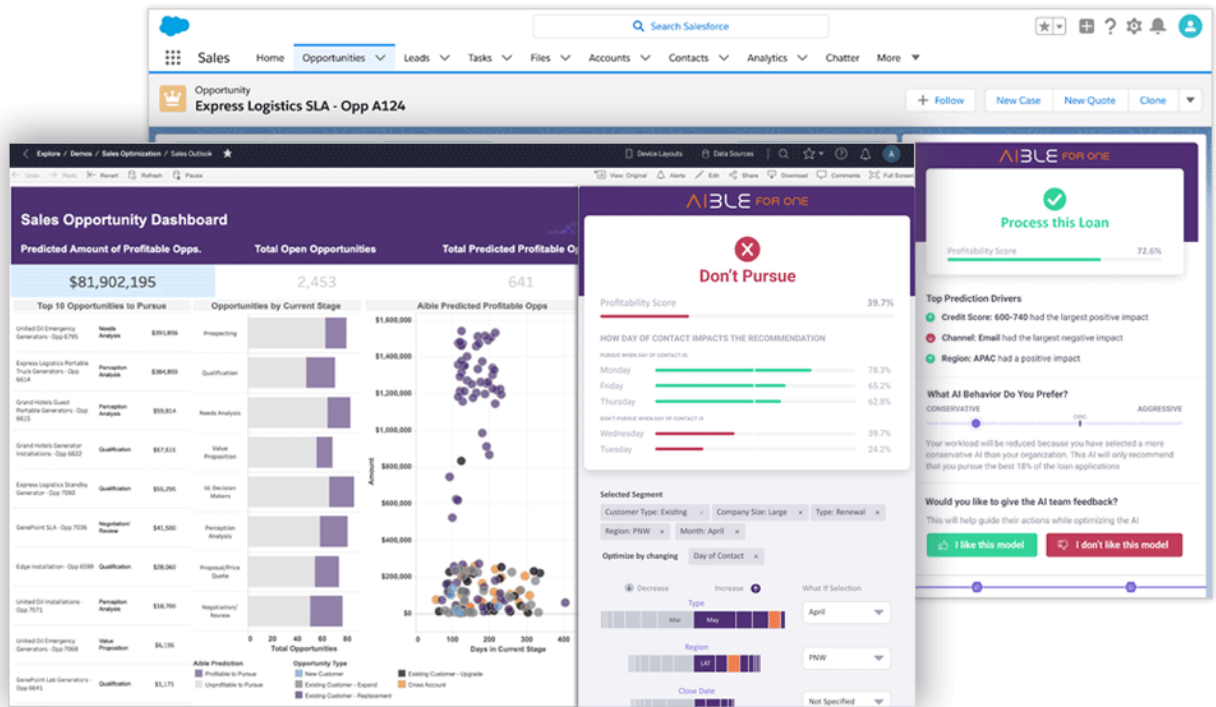 Search Salesforce
Sales
Home
Opportunities
Leads
Tasks
Files
Accounts
Contacts
Analytics
Chatter
More
Opportunity
Express Logistics SLA - Opp A124
+ Follow
New Case
New Quote
Clone
Explore / Demos / Sales Optimization / Sales Outlook
Device Layouts
Data Sources
A
Undo
Redo
Revert
Refresh
Pause
View: Original
Alerts
Edit
Share
Download
Comments
Full Screen
Sales Opportunity Dashboard
Predicted Amount of Profitable Opps.
Total Open Opportunities
Total Predicted Profitable Op
$81,902,195
2,453
641
Top 10 Opportunities to Pursue
United Oil Emergency
Generators - Opp 6795
Needs
Analysis
$391,856
Express Logistics Portable
Truck Generators - Opp
6614
Perception
Analysis
$384,855
Grand Hotels Guest
Portable Generators - Opp
6615
Perception
Analysis
$59,814
Grand Hotels Generator
Installations - Opp 6822
Qualification
$57,515
Express Logistics Standby
Generator - Opp 7093
Qualification
$56,295
GenePoint SLA - Opp 7036
Negotiation/
Review
$41,500
Edge Installation - Opp 6599
Qualification
$28,060
United Oil Installations -
Opp 7071
Perception
Analysis
$18,700
United Oil Emergency
Generators - Opp 7068
Value
Proposition
$6,195
GenePoint Lab Generators -
Opp 6641
Qualification
$1,171
Opportunities by Current Stage
Prospecting
Qualification
Needs Analysis
Value
Proposition
Id. Decision
Makers
Perception
Analysis
Proposal/Price
Quote
Negotiation/
Review
0 20 40 60 80
Total Opportunities
Aible Predicted Profitable Opps
$1,600,000
$1,400,000
$1,200,000
$1,000,000
$800,000
$600,000
$400,000
$200,000
$0
Amount
0 100 200 300 400
Days in Current Stage
Aible Prediction
Profitable to Pursue
Unprofitable to Pursue
Opportunity Type
New Customer
Existing Customer - Expand
Existing Customer - Replacement
Existing Customer - Upgrade
Cross Account
AIBLE FOR ONE
Don't Pursue
Profitability Score 39.7%
HOW DAY OF CONTACT IMPACTS THE RECOMMENDATION
PURSUE WHEN DAY OF CONTACT IS:
Monday 78.3%
Friday 65.2%
Thursday 62.8%
DON'T PURSUE WHEN DAY OF CONTACT IS
Wednesday 39.7%
Tuesday 24.2%
Selected Segment
Customer Type: Existing ×
Company Size: Large ×
Type: Renewal ×
Region: PNW ×
Month: April ×
Optimize by changing
Day of Contact ×
Decrease
Increase
What If Selection
Type
Mar
May
April
Region
LAT
PNW
Close Date
Not Specified
AIBLE FOR ONE
Process this Loan
Profitability Score 72.6%
Top Prediction Drivers
Credit Score: 600-740 had the largest positive impact
Channel: Email had the largest negative impact
Region: APAC had a positive impact
What AI Behavior Do You Prefer?
CONSERVATIVE
ORG
AGGRESSIVE
Your workload will be reduced because you have selected a more
conservative AI than your organization. This AI will only recommend
that you pursue the best 18% of the loan applications
Would you like to give the AI team feedback?
This will help guide their actions while optimizing the AI
I like this model
I don't like this model